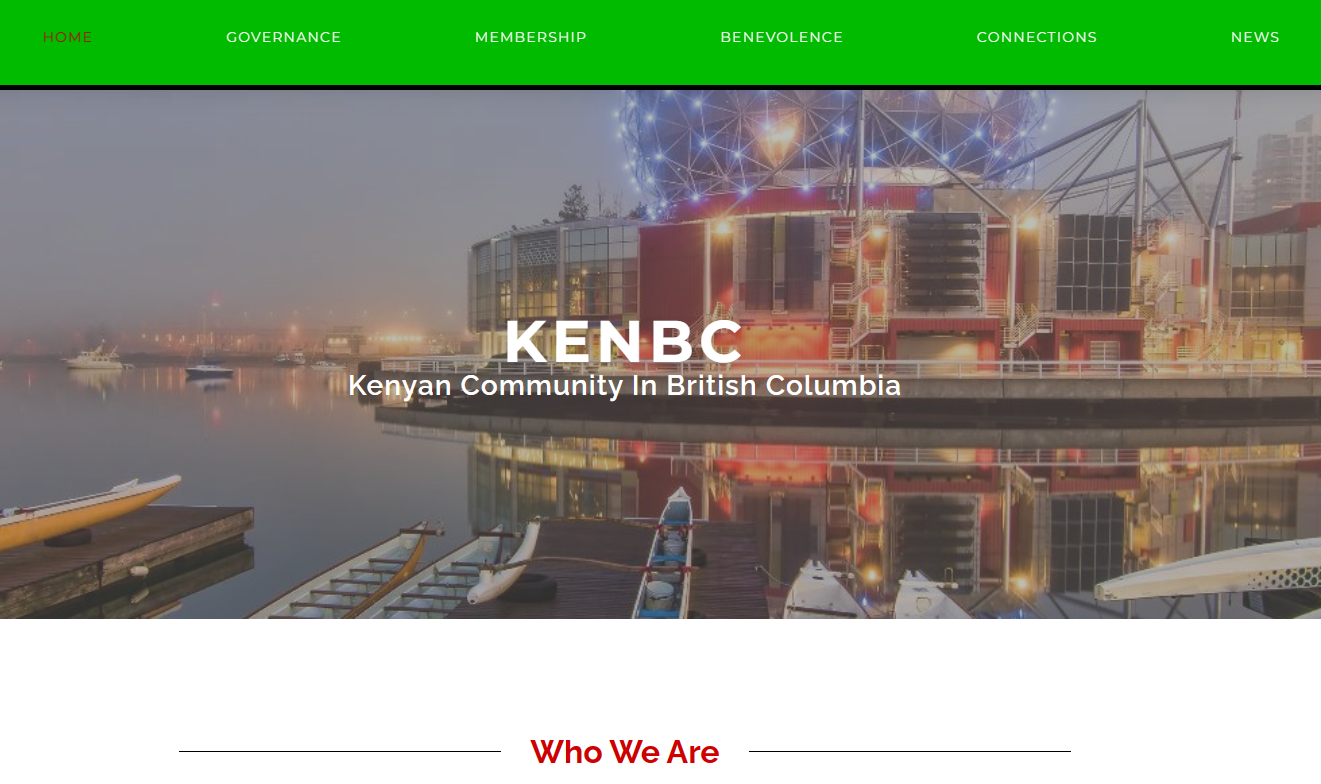 HOME
GOVERNANCE
MEMBERSHIP
BENEVOLENCE
CONNECTIONS
NEWS
KENBC
Kenyan Community In British Columbia
Who We Are